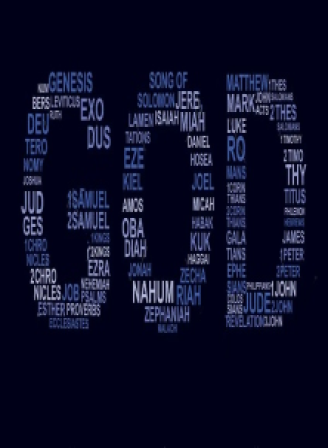 GENESIS
NUM
BERS LEVITICUS EXO
RUTH
DEU DUS
TERO
NOMY
JOSHUA
JUD 1SAMUEL
GES 2SAMUEL
1CHRO 1KINGS
NICLES 2KINGS
2CHRO EZRA
NEHEMIAH
NICLES JOB PSALMS
ESTHER PROVERBS
ECCLESIASTES
SONG OF
SOLOMON JERE
LAMEN ISAIAH MIAH
TATIONS DANIEL
EZE HOSEA
KIEL JOEL
AMOS MICAH
OBA HABAK
DIAH KUK
HAGGAI
JONAH ZECHA
NAHUM RIAH
ZEPHANIAH
MALACHI
MATTHEW 1THES
MARK JOHN
ACTS 2THES
LUKE
RO 1TIMOTHY
2TIMO
MANS THY
1CORIN TITUS
THIANS PHILEMON
2CORIN HEBREWS
THIANS JAMES
GALA
TIANS 1PETER
EPHE 2PETER
SIANS PHILIPPIANS 1JOHN
COLOS
SIANS JUDE 2JOHN
REVELATION 3JOHN